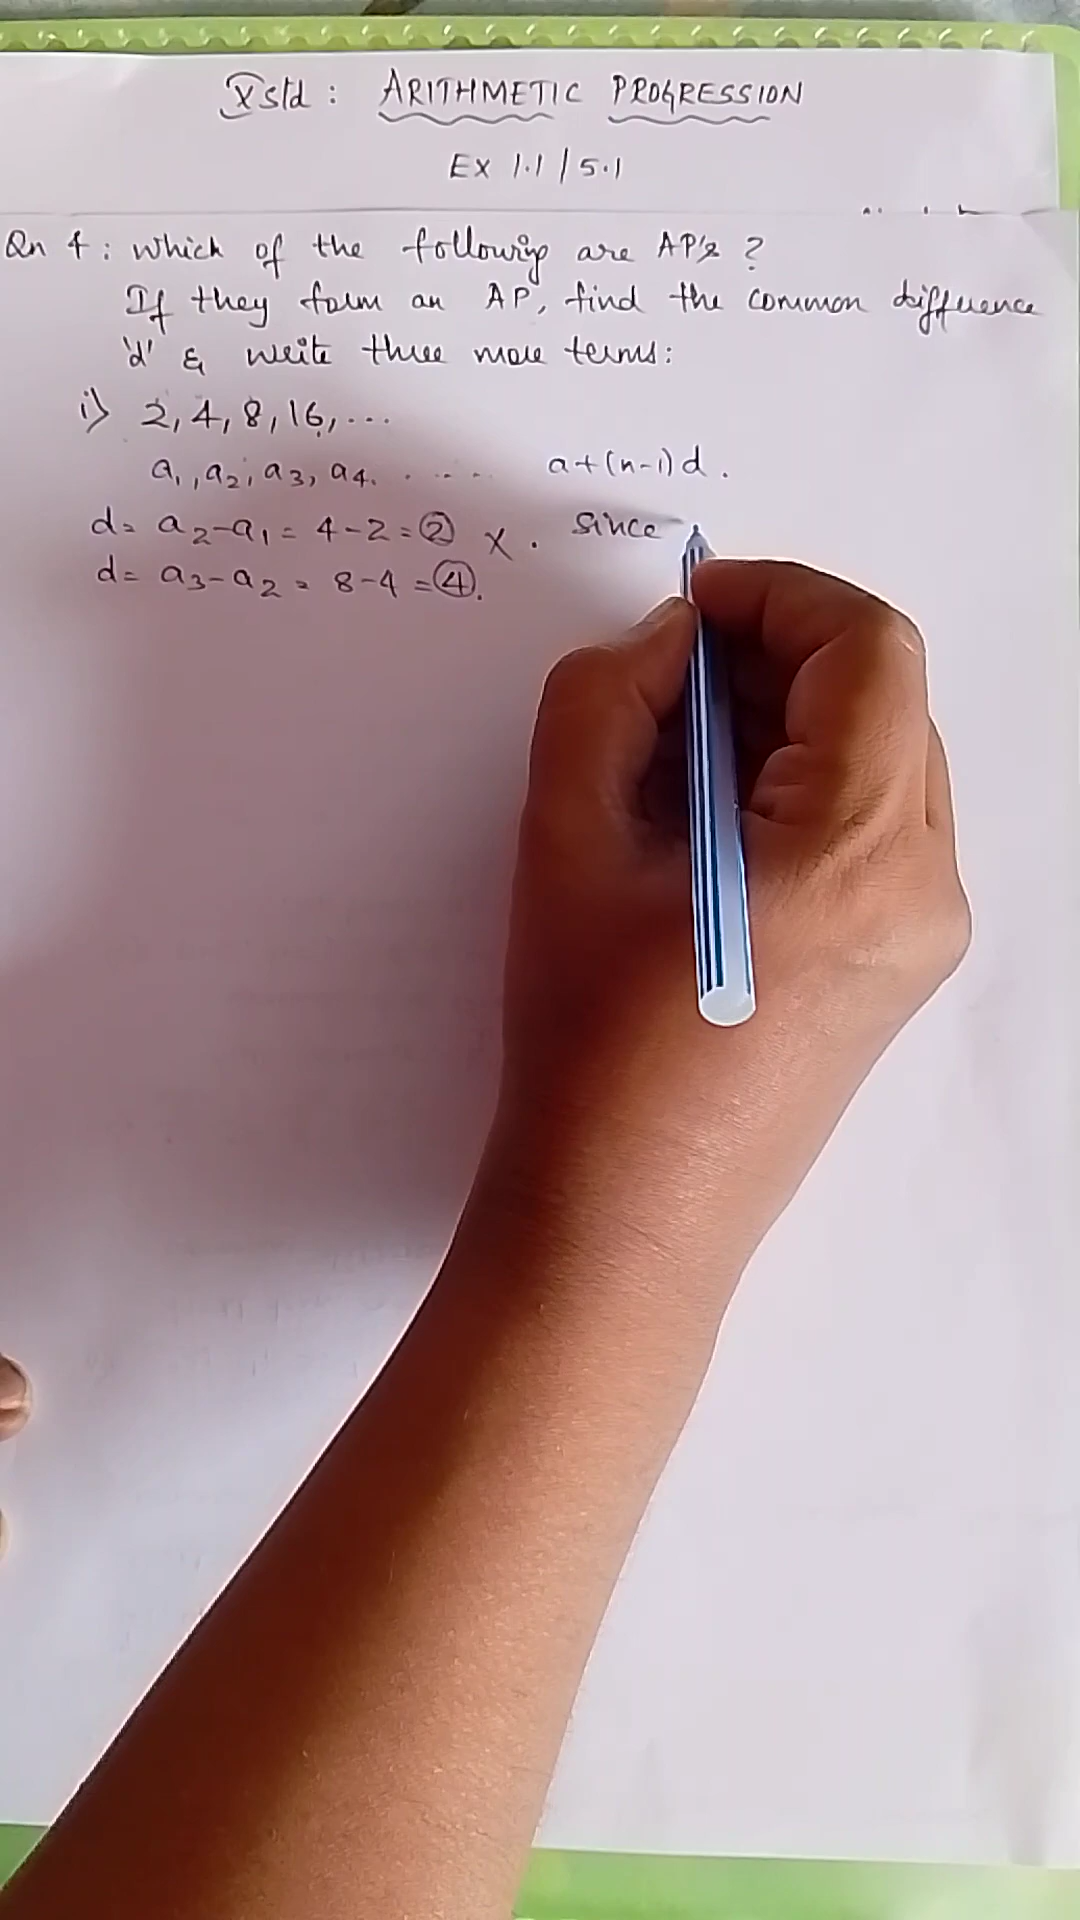 X std : ARITHMETIC PROGRESSION
Ex 1.1 / 5.1
Qn 4 : which of the following are AP's ?
If they form an AP, find the common difference
'd' & write three more terms:
i) 2, 4, 8, 16, ...
a1, a2, a3, a4. . ..... a+(n-1)d .
d= a2-a1 = 4-2 = 2 X . Since
d= a3-a2 = 8-4 = 4.